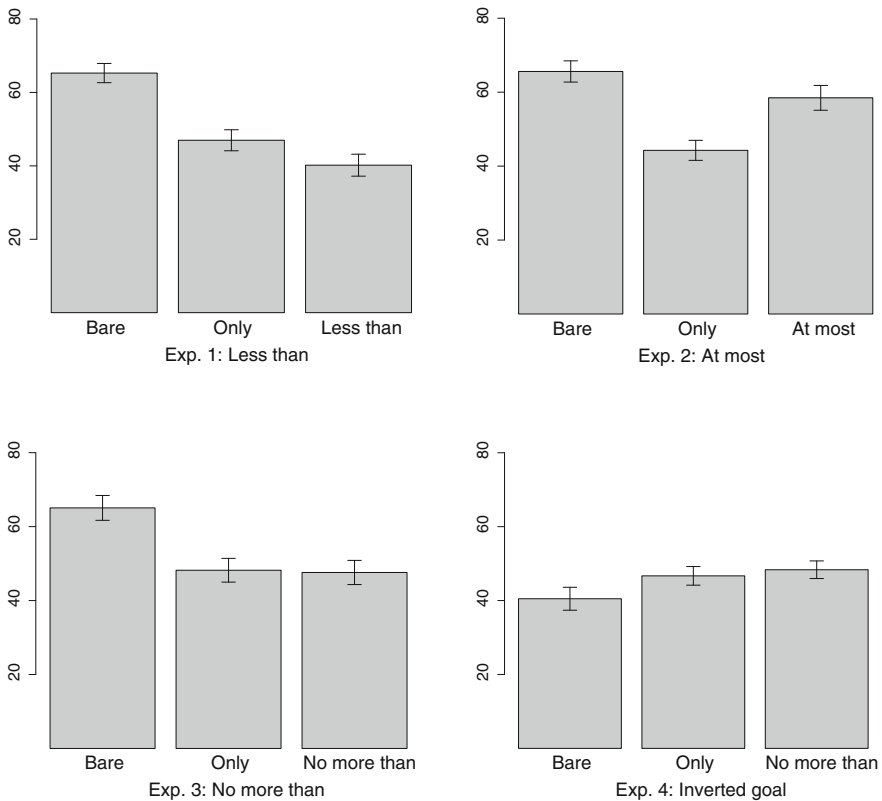 80
60
40
20
Bare Only Less than
Exp. 1: Less than
80
60
40
20
Bare Only At most
Exp. 2: At most
80
60
40
20
Bare Only No more than
Exp. 3: No more than
80
60
40
20
Bare Only No more than
Exp. 4: Inverted goal